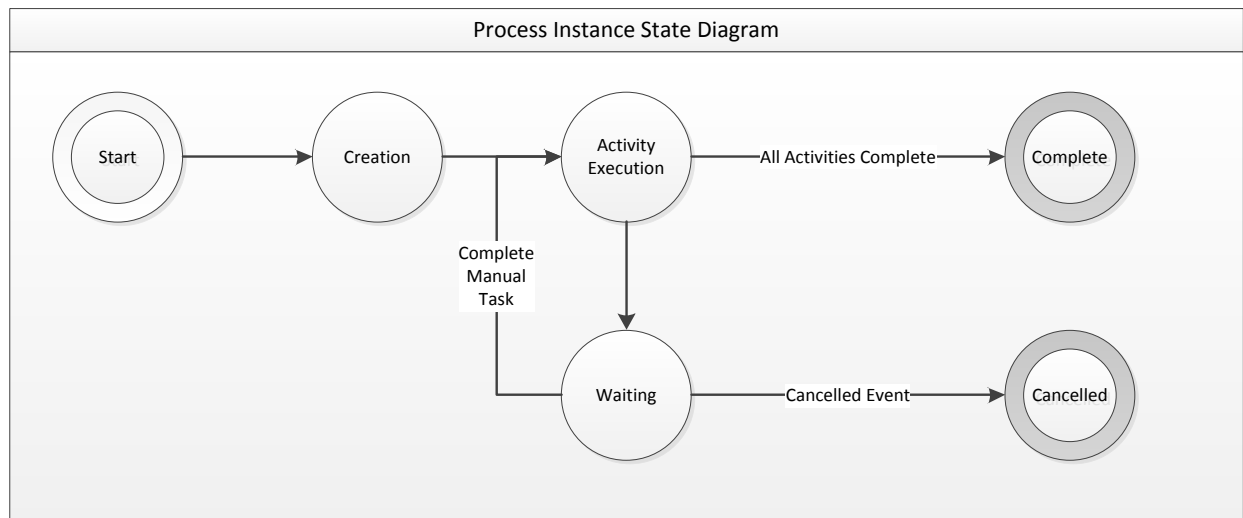 Process Instance State Diagram
Start
Creation
Activity
Execution
All Activities Complete
Complete
Complete
Manual
Task
Waiting
Cancelled Event
Cancelled